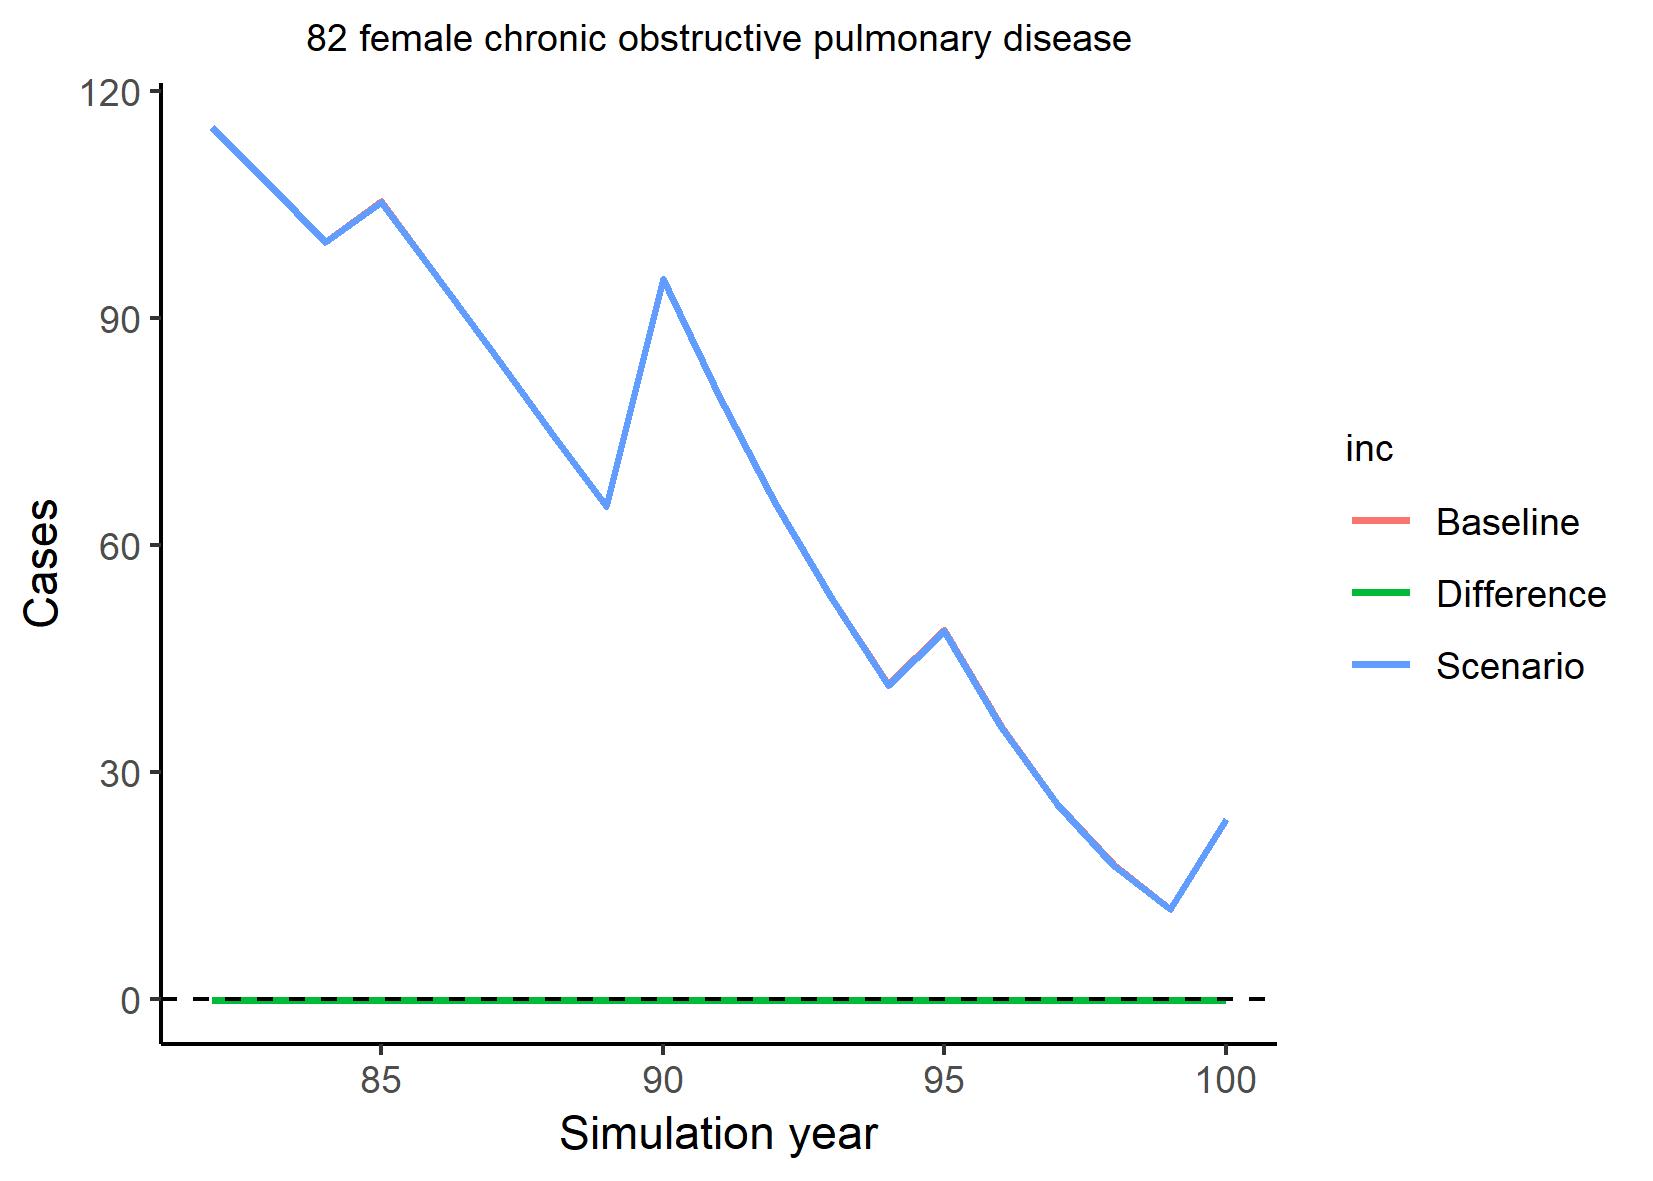 82 female chronic obstructive pulmonary disease
120
90
60
30
0
Cases
85 90 95 100
Simulation year
inc
Baseline
Difference
Scenario